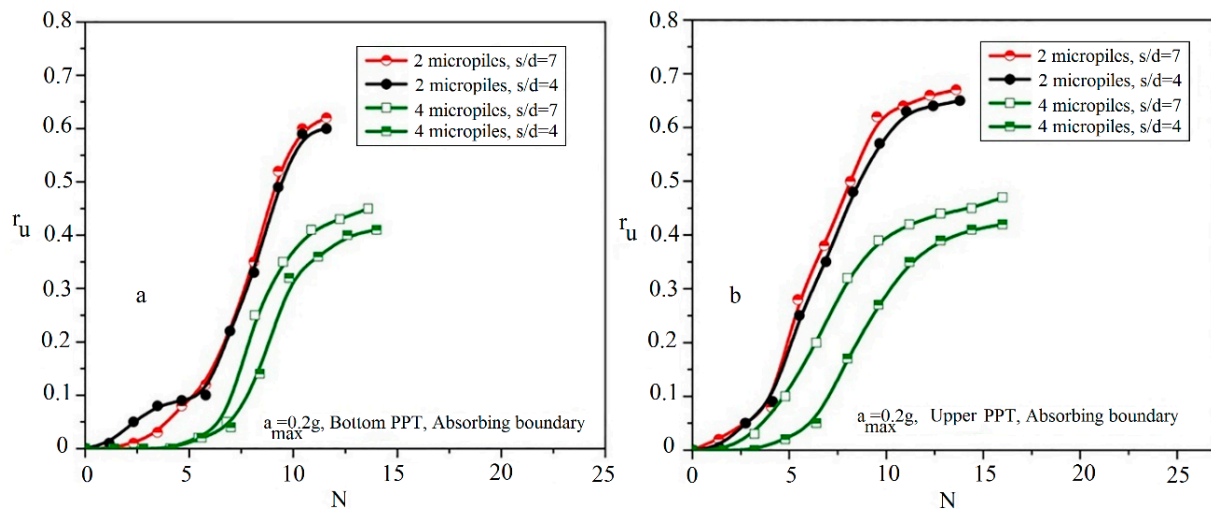 0.8
0.7
0.6
0.5
0.4
0.3
0.2
0.1
0
r_u
2 micropiles, s/d=7
2 micropiles, s/d=4
4 micropiles, s/d=7
4 micropiles, s/d=4
a
a_max=0.2g, Bottom PPT, Absorbing boundary
0 5 10 15 20 25
N
0.8
0.7
0.6
0.5
0.4
0.3
0.2
0.1
0
r_u
2 micropiles, s/d=7
2 micropiles, s/d=4
4 micropiles, s/d=7
4 micropiles, s/d=4
b
a_max=0.2g, Upper PPT, Absorbing boundary
0 5 10 15 20 25
N